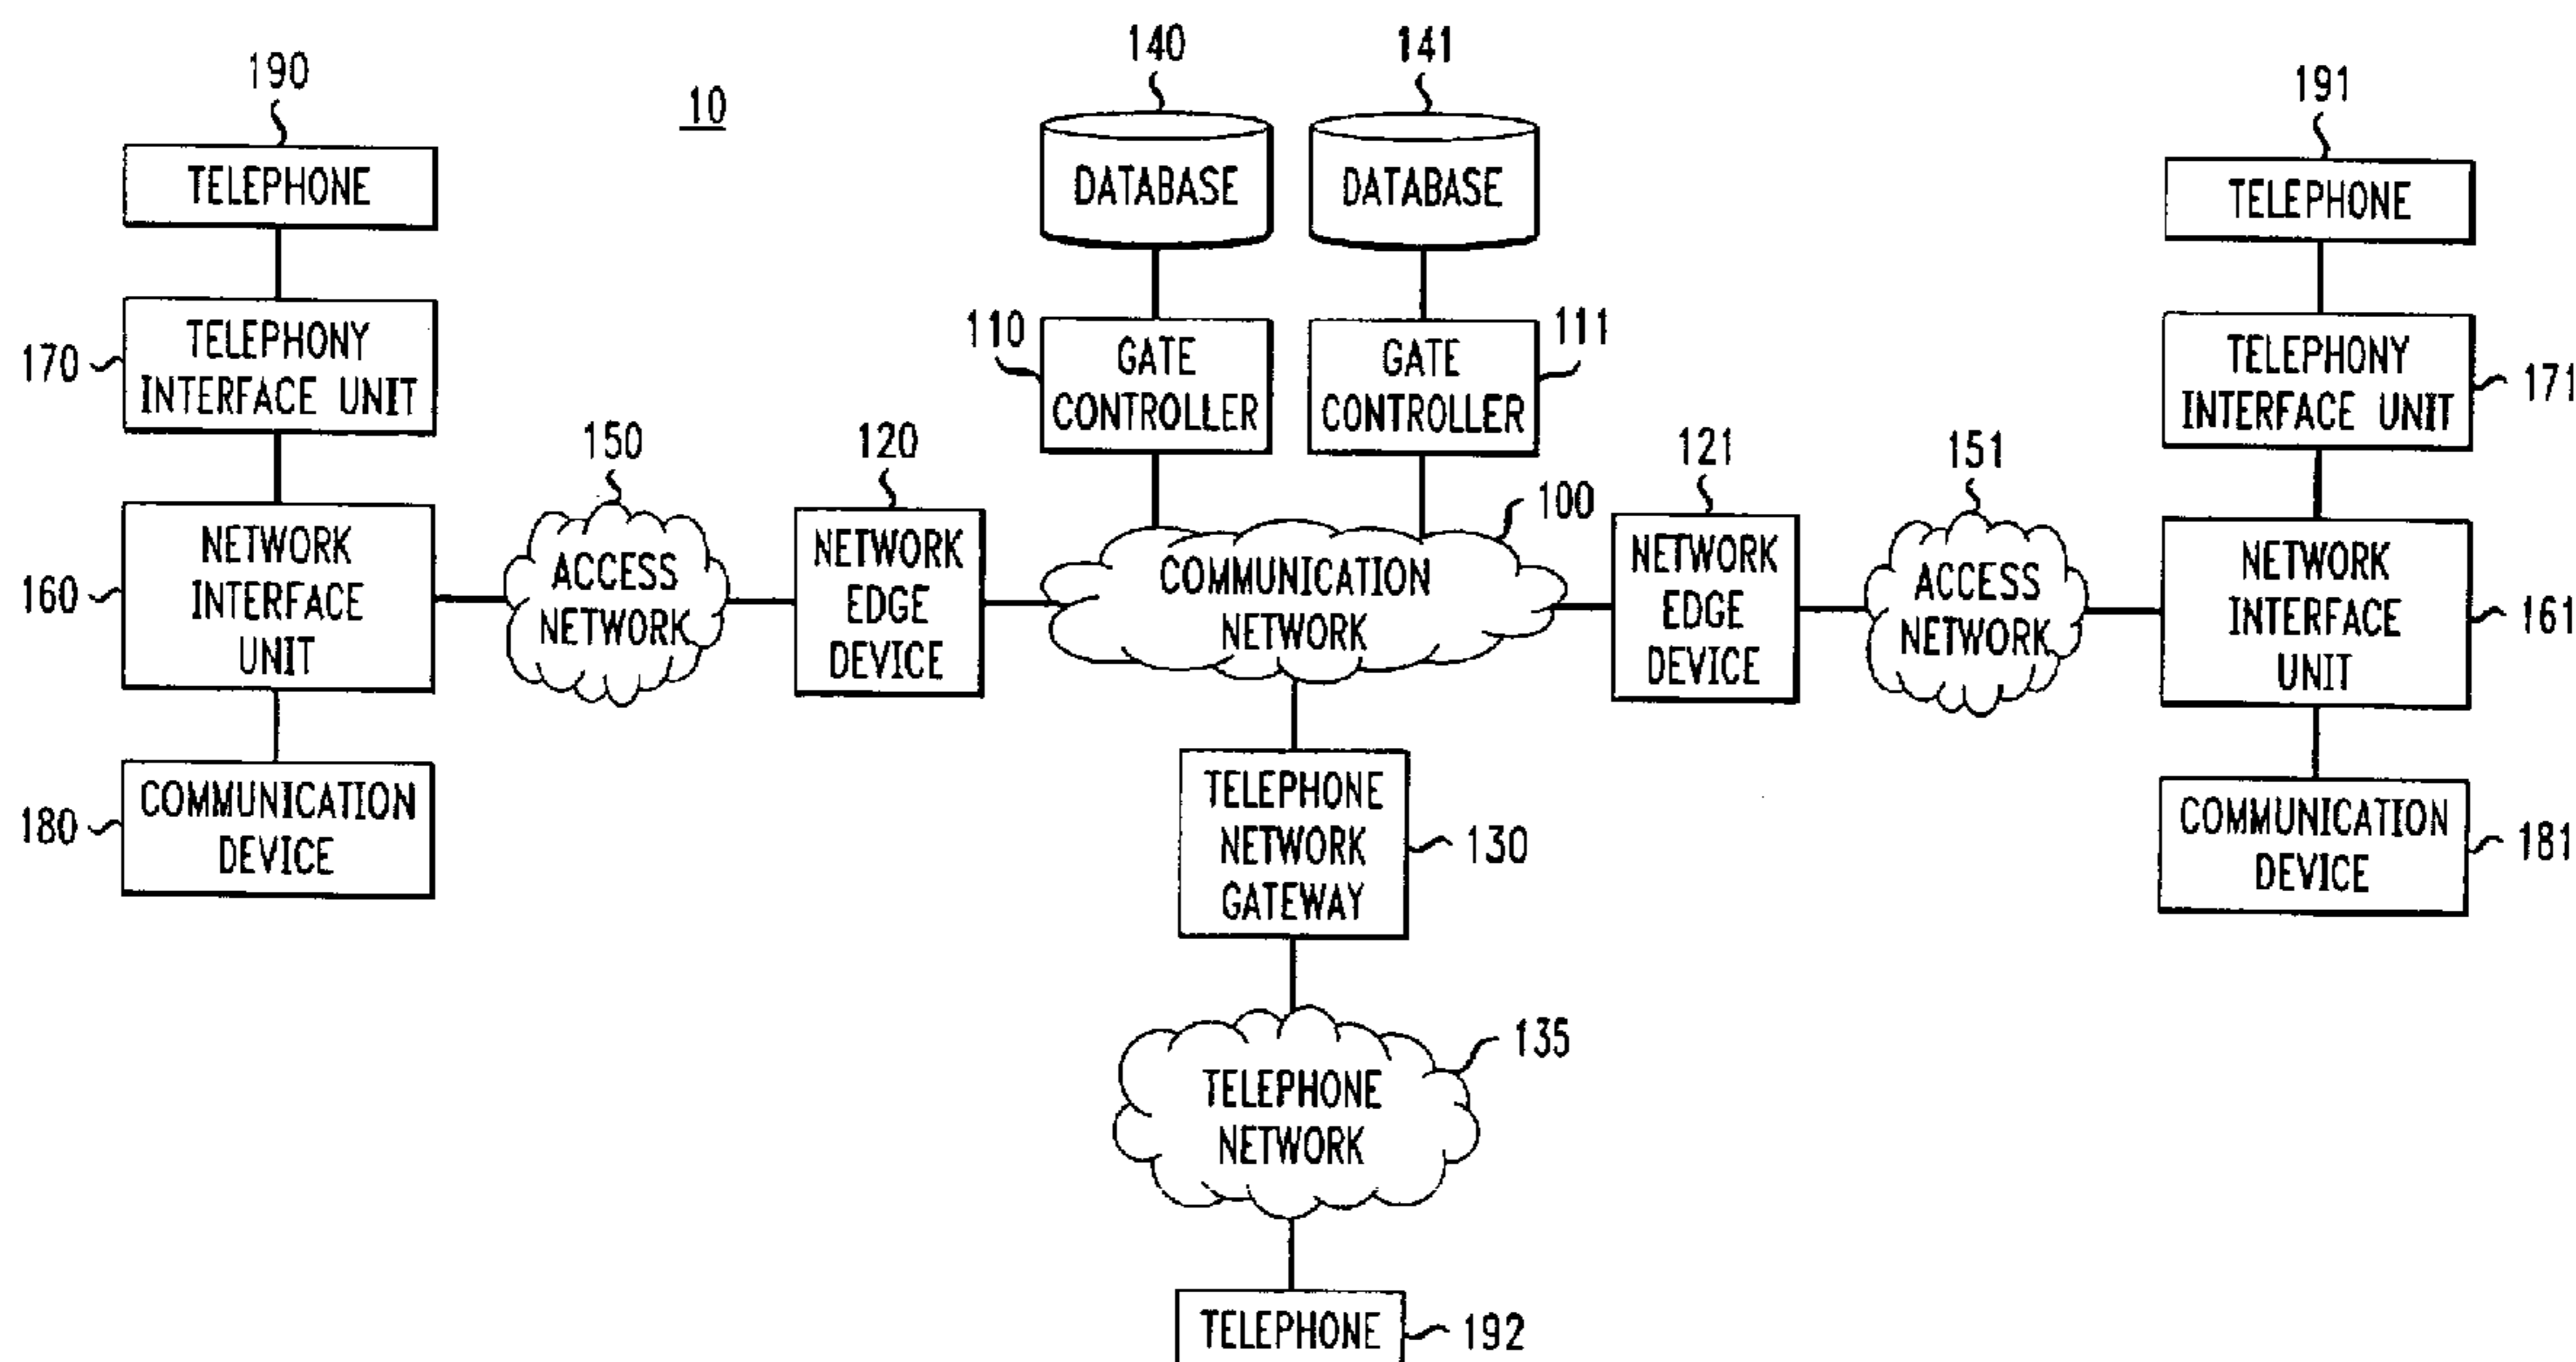 10
190
TELEPHONE
170
TELEPHONY
INTERFACE UNIT
160
NETWORK
INTERFACE
UNIT
180
COMMUNICATION
DEVICE
150
ACCESS
NETWORK
120
NETWORK
EDGE
DEVICE
140
DATABASE
141
DATABASE
110
GATE
CONTROLLER
111
GATE
CONTROLLER
100
COMMUNICATION
NETWORK
130
TELEPHONE
NETWORK
GATEWAY
135
TELEPHONE
NETWORK
192
TELEPHONE
121
NETWORK
EDGE
DEVICE
151
ACCESS
NETWORK
191
TELEPHONE
171
TELEPHONY
INTERFACE UNIT
161
NETWORK
INTERFACE
UNIT
181
COMMUNICATION
DEVICE